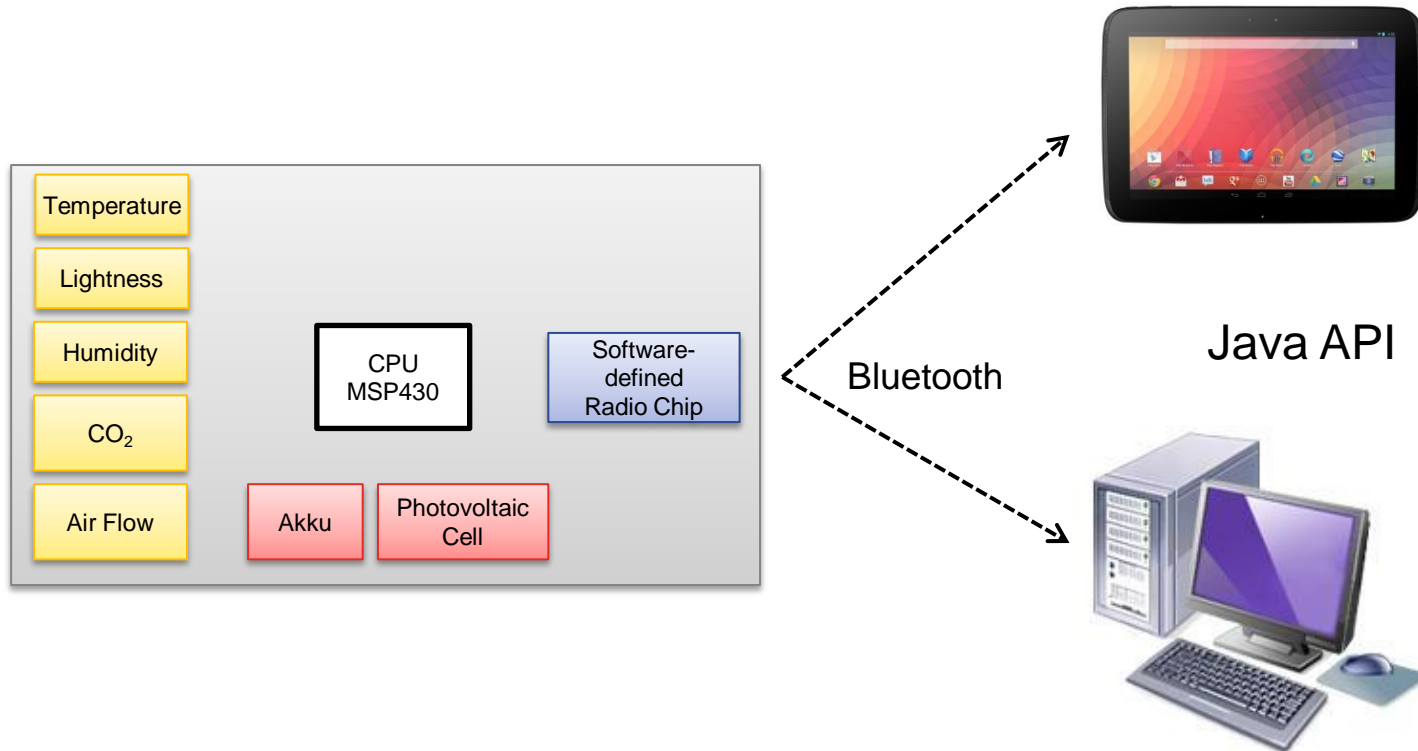 Temperature
Lightness
Humidity
CO₂
Air Flow
CPU
MSP430
Akku
Photovoltaic
Cell
Software-
defined
Radio Chip
Bluetooth
Java API